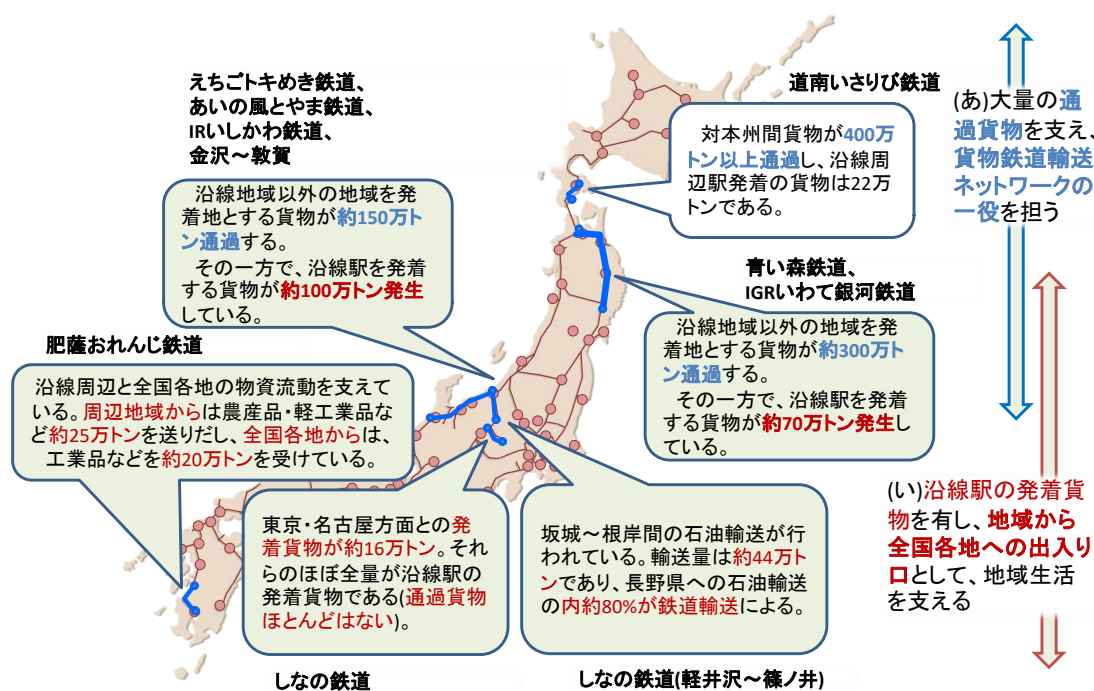 えちごトキめき鉄道、
あいの風とやま鉄道、
IRいしかわ鉄道、
金沢～敦賀
沿線地域以外の地域を発
着地とする貨物が約150万ト
ン通過する。
その一方で、沿線駅を発着
する貨物が約100万トン発生
している。
道南いさりび鉄道
対本州間貨物が400万
トン以上通過し、沿線周
辺駅発着の貨物は22万
トンである。
(あ)大量の通
過貨物を支え、
貨物鉄道輸送
ネットワークの
一役を担う
青い森鉄道、
IGRいわて銀河鉄道
沿線地域以外の地域を発
着地とする貨物が約300万ト
ン通過する。
その一方で、沿線駅を発着
する貨物が約70万トン発生し
ている。
肥薩おれんじ鉄道
沿線周辺と全国各地の物資流動を支えて
いる。周辺地域からは農産品・軽工業品な
ど約25万トンを送りだし、全国各地からは、
工業品などを約20万トンを受けている。
東京・名古屋方面との発
着貨物が約16万トン。それ
らのほぼ全量が沿線駅の
発着貨物である(通過貨物
ほとんどはない)。
しなの鉄道
坂城～根岸間の石油輸送が行
われている。輸送量は約44万ト
ンであり、長野県への石油輸送
の内約80%が鉄道輸送による。
しなの鉄道(軽井沢～篠ノ井)
(い)沿線駅の発着貨
物を有し、地域から
全国各地への出入り
口として、地域生活
を支える